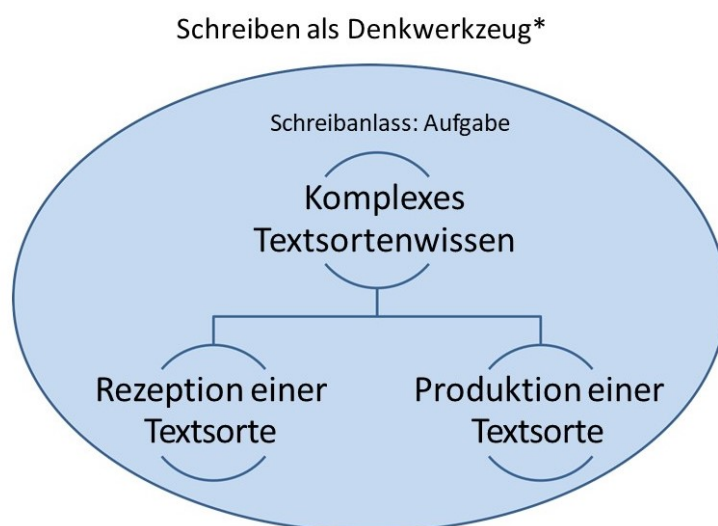 Schreiben als Denkwerkzeug*
Schreibanlass: Aufgabe
Komplexes
Textsortenwissen
Rezeption einer
Textsorte
Produktion einer
Textsorte